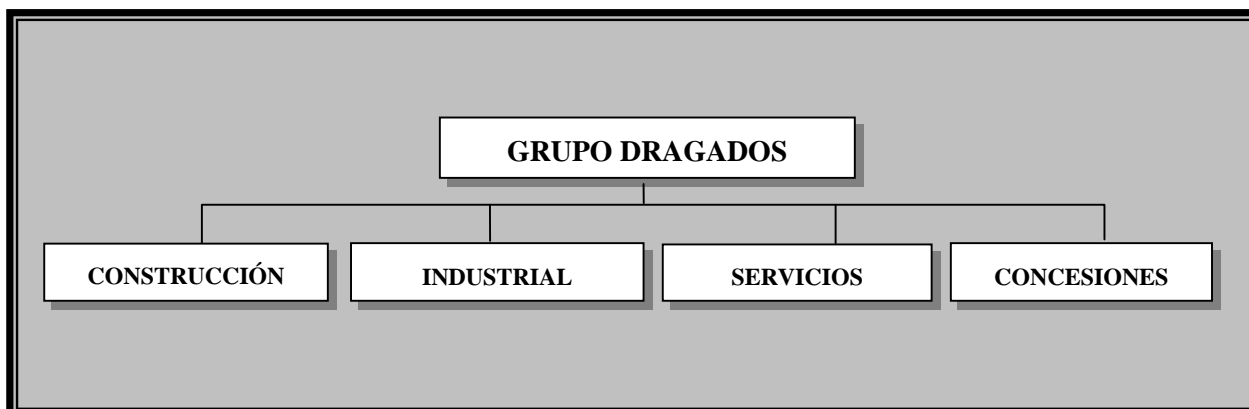 GRUPO DRAGADOS
CONSTRUCCIÓN
INDUSTRIAL
SERVICIOS
CONCESIONES